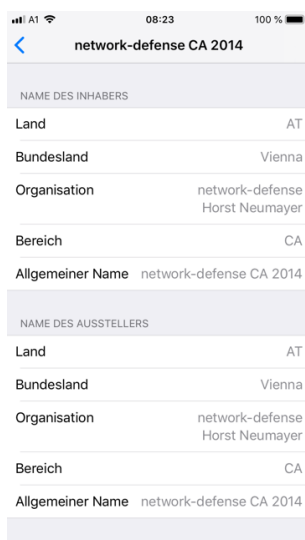 A1 08:23 100 %
network-defense CA 2014
NAME DES INHABERS
Land AT
Bundesland Vienna
Organisation network-defense
Horst Neumayer
Bereich CA
Allgemeiner Name network-defense CA 2014
NAME DES AUSSTELLERS
Land AT
Bundesland Vienna
Organisation network-defense
Horst Neumayer
Bereich CA
Allgemeiner Name network-defense CA 2014